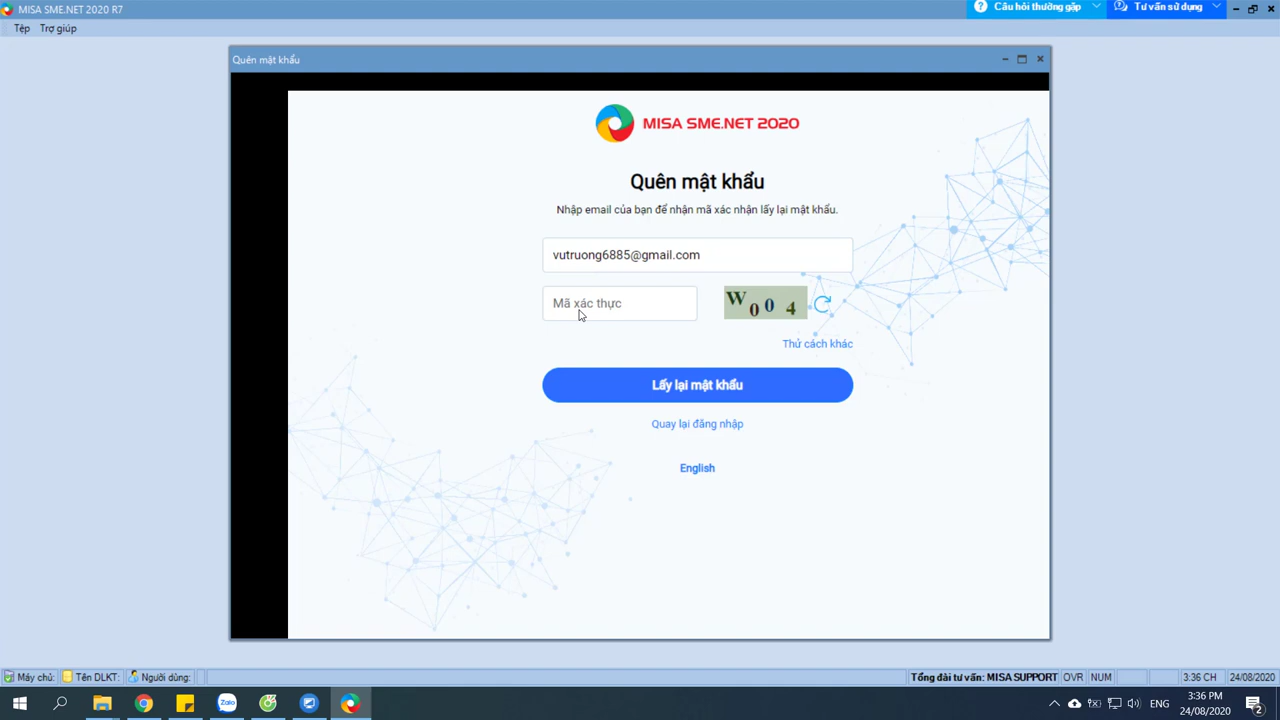 MISA SME.NET 2020 R7
Câu hỏi thường gặp
Tư vấn sử dụng
Tệp Trợ giúp
Quên mật khẩu
MISA SME.NET 2020
Quên mật khẩu
Nhập email của bạn để nhận mã xác nhận lấy lại mật khẩu.
vutruong6885@gmail.com
Mã xác thực
W004
Thử cách khác
Lấy lại mật khẩu
Quay lại đăng nhập
English
Máy chủ: Tên DLKT: Người dùng: Tổng đài tư vấn: MISA SUPPORT OVR NUM 3:36 CH 24/08/2020
Zalo ENG 3:36 PM
24/08/2020 2